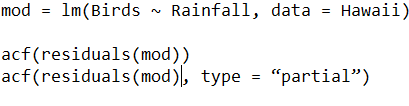 mod = lm(Birds ~ Rainfall, data = Hawaii)
acf(residuals(mod))
acf(residuals(mod), type = “partial”)